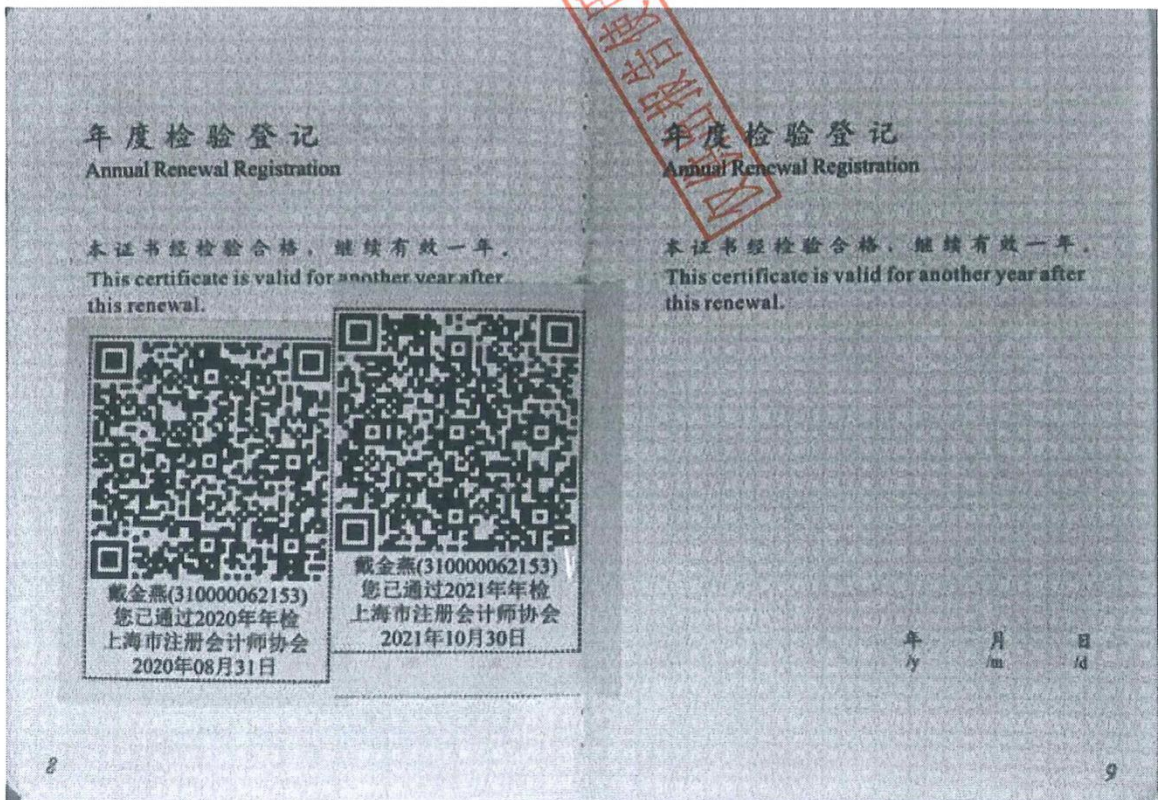 年度检验登记
Annual Renewal Registration
本证书经检验合格，继续有效一年。
This certificate is valid for another year after
this renewal.
戴金燕(310000062153)
您已通过2020年年检
上海市注册会计师协会
2020年08月31日
戴金燕(310000062153)
您已通过2021年年检
上海市注册会计师协会
2021年10月30日
8
年度检验登记
Annual Renewal Registration
本证书经检验合格，继续有效一年。
This certificate is valid for another year after
this renewal.
年 月 日
/y /m /d
9